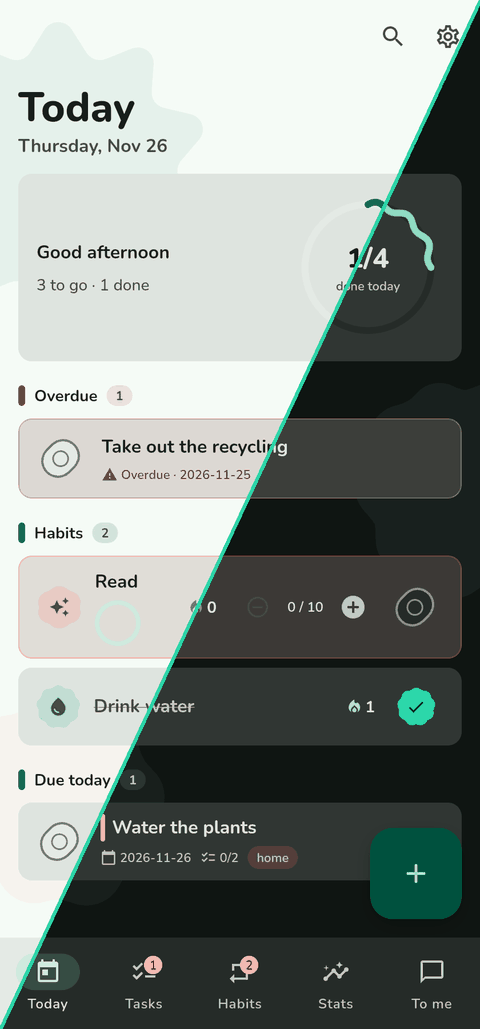 Today
Thursday, Nov 26
Good afternoon
3 to go · 1 done
1/4
done today
Overdue 1
Take out the recycling
Overdue · 2026-11-25
Habits 2
Read
0
0 / 10
Drink water
1
Due today 1
Water the plants
2026-11-26 0/2 home
1 2
Today Tasks Habits Stats To me